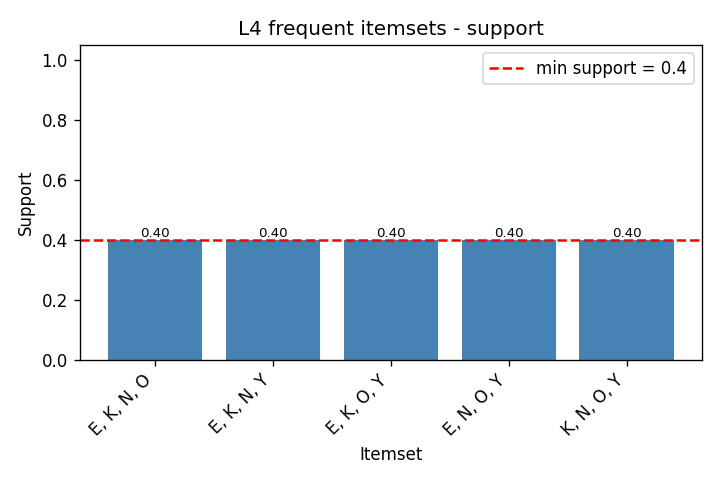 L4 frequent itemsets - support
min support = 0.4
Support
1.0
0.8
0.6
0.4
0.2
0.0
0.40 0.40 0.40 0.40 0.40
E, K, N, O
E, K, N, Y
E, K, O, Y
E, N, O, Y
K, N, O, Y
Itemset